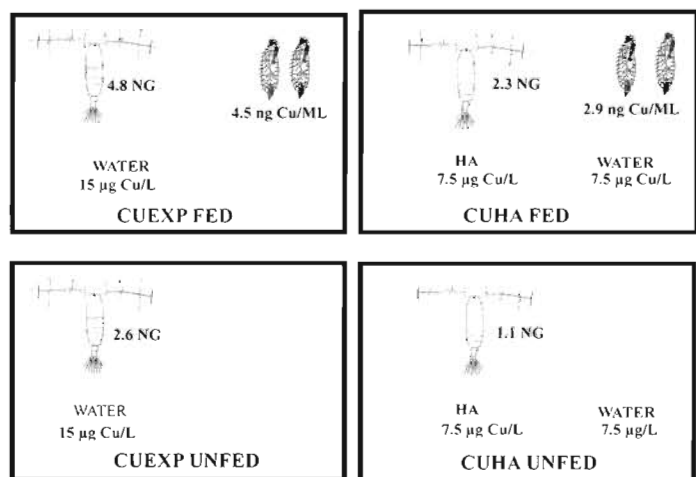 4.8 NG
4.5 ng Cu/ML
WATER
15 µg Cu/L
CUEXP FED
2.3 NG
2.9 ng Cu/ML
HA WATER
7.5 µg Cu/L 7.5 µg Cu/L
CUHA FED
2.6 NG
WATER
15 µg Cu/L
CUEXP UNFED
1.1 NG
HA WATER
7.5 µg Cu/L 7.5 µg/L
CUHA UNFED